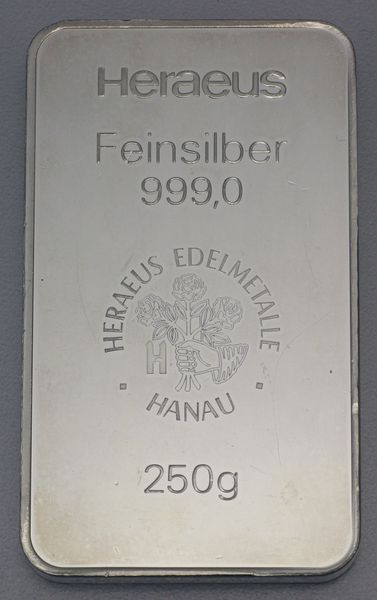 Heraeus
Feinsilber
999,0
HERAEUS EDELMETALLE
H
· HANAU ·
250g